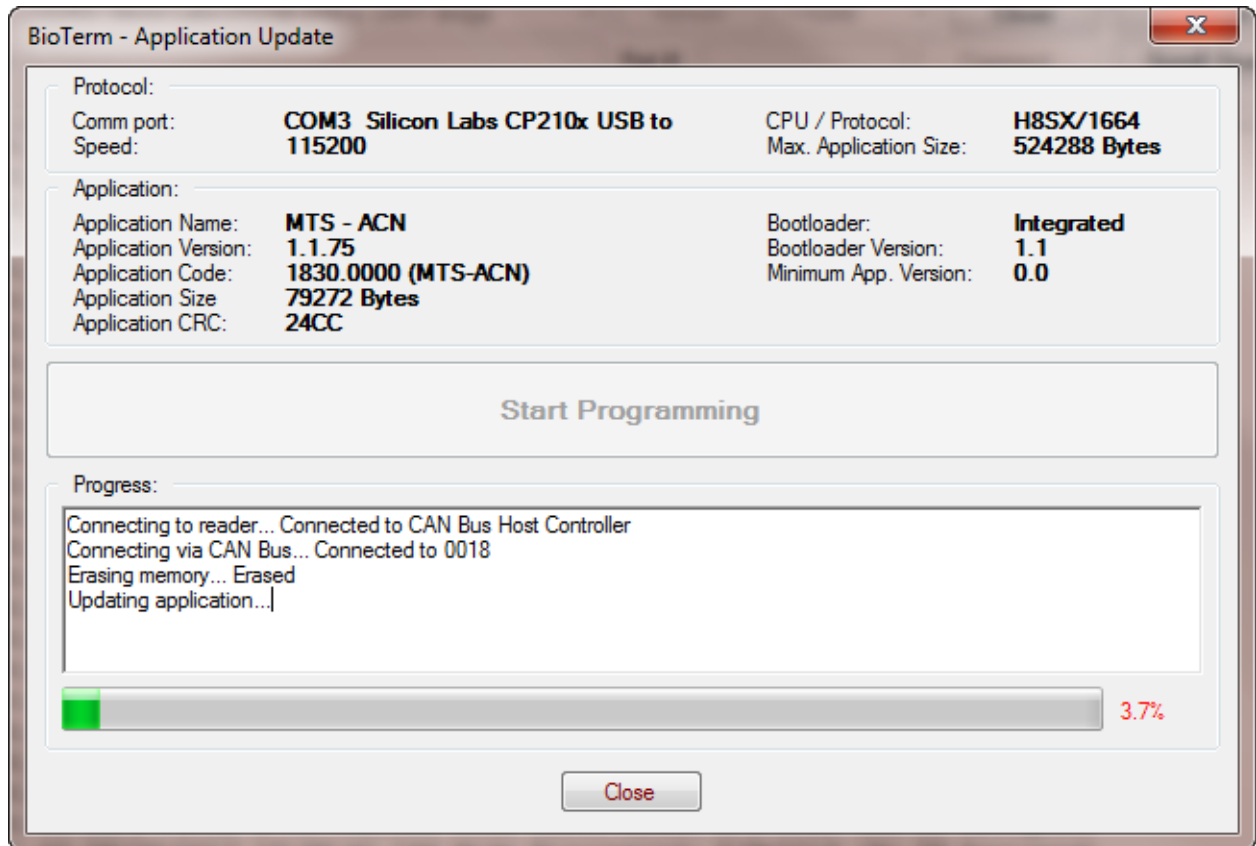 BioTerm - Application Update
Protocol:
Comm port: COM3 Silicon Labs CP210x USB to CPU / Protocol: H8SX/1664
Speed: 115200 Max. Application Size: 524288 Bytes
Application:
Application Name: MTS - ACN Bootloader: Integrated
Application Version: 1.1.75 Bootloader Version: 1.1
Application Code: 1830.0000 (MTS-ACN) Minimum App. Version: 0.0
Application Size 79272 Bytes
Application CRC: 24CC
Start Programming
Progress:
Connecting to reader... Connected to CAN Bus Host Controller
Connecting via CAN Bus... Connected to 0018
Erasing memory... Erased
Updating application...
3.7%
Close